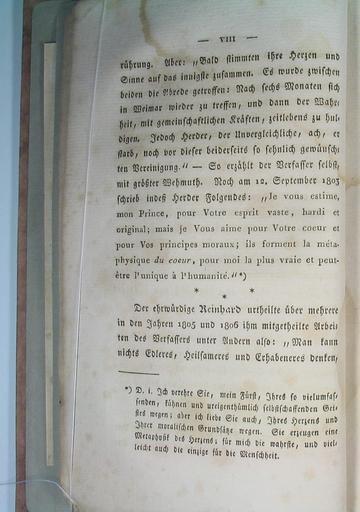 — VIII —
rührung. Aber: „Bald stimmten ihre Herzen und
Sinne auf das innigste zusammen. Es wurde zwischen
beiden die Abrede getroffen: Nach sechs Monaten sich
in Weimar wieder zu treffen, und dann der Wahr-
heit, mit gemeinschaftlichen Kräften, zeitlebens zu hul-
digen. Jedoch Herder, der Unvergleichliche, ach, er
starb, noch vor dieser beiderseits so sehnlich gewünsch-
ten Vereinigung.“ — So erzählt der Verfasser selbst,
mit größter Wehmuth. Noch am 12. September 1803
schrieb indeß Herder Folgendes: „Je vous estime,
mon Prince, pour Votre esprit vaste, hardi et
original; mais je Vous aime pour Votre coeur et
pour Vos principes moraux; ils forment la méta-
physique du coeur, pour moi la plus vraie et peut-
être l'unique à l'humanité.“*)
* * *
Der ehrwürdige Reinhard urtheilte über mehrere
in den Jahren 1805 und 1806 ihm mitgetheilte Arbei-
ten des Verfassers unter Andern also: „Man kann
nichts Edleres, Heilsameres und Erhabeneres denken,
*) D. i. Ich verehre Sie, mein Fürst, Ihres so vielumfas-
senden, kühnen und ureigenthümlich selbstschaffenden Gei-
stes wegen; aber ich liebe Sie auch, Ihres Herzens und
Ihrer moralischen Grundsätze wegen. Sie erzeugen eine
Metaphysik des Herzens; für mich die wahrste, und viel-
leicht auch die einzige für die Menschheit.